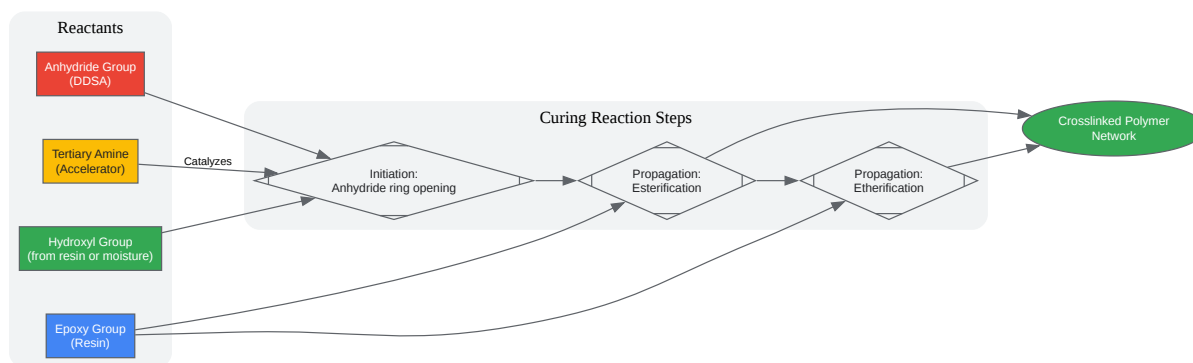 Reactants
Anhydride Group
(DDSA)
Tertiary Amine
(Accelerator)
Hydroxyl Group
(from resin or moisture)
Epoxy Group
(Resin)
Catalyzes
Curing Reaction Steps
Initiation:
Anhydride ring opening
Propagation:
Esterification
Propagation:
Etherification
Crosslinked Polymer
Network